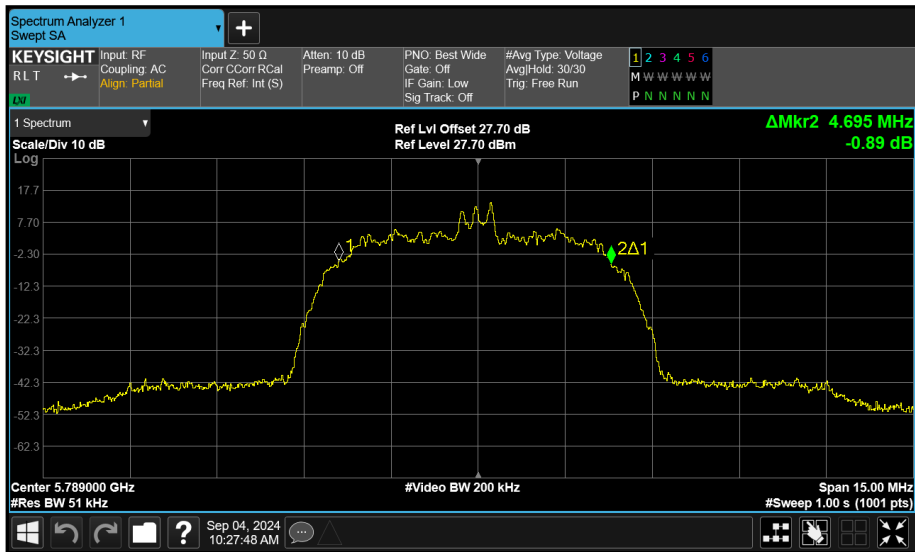 Spectrum Analyzer 1
Swept SA
KEYSIGHT
R L T
LXI
Input: RF
Coupling: AC
Align: Partial
Input Z: 50 Ω
Corr CCorr RCal
Freq Ref: Int (S)
Atten: 10 dB
Preamp: Off
PNO: Best Wide
Gate: Off
IF Gain: Low
Sig Track: Off
#Avg Type: Voltage
Avg|Hold: 30/30
Trig: Free Run
1 2 3 4 5 6
M W W W W W
P N N N N N
1 Spectrum
Scale/Div 10 dB
Ref Lvl Offset 27.70 dB
Ref Level 27.70 dBm
ΔMkr2 4.695 MHz
-0.89 dB
Log
17.7
7.70
-2.30
-12.3
-22.3
-32.3
-42.3
-52.3
-62.3
1
2Δ1
Center 5.789000 GHz
#Res BW 51 kHz
#Video BW 200 kHz
Span 15.00 MHz
#Sweep 1.00 s (1001 pts)
?
Sep 04, 2024
10:27:48 AM